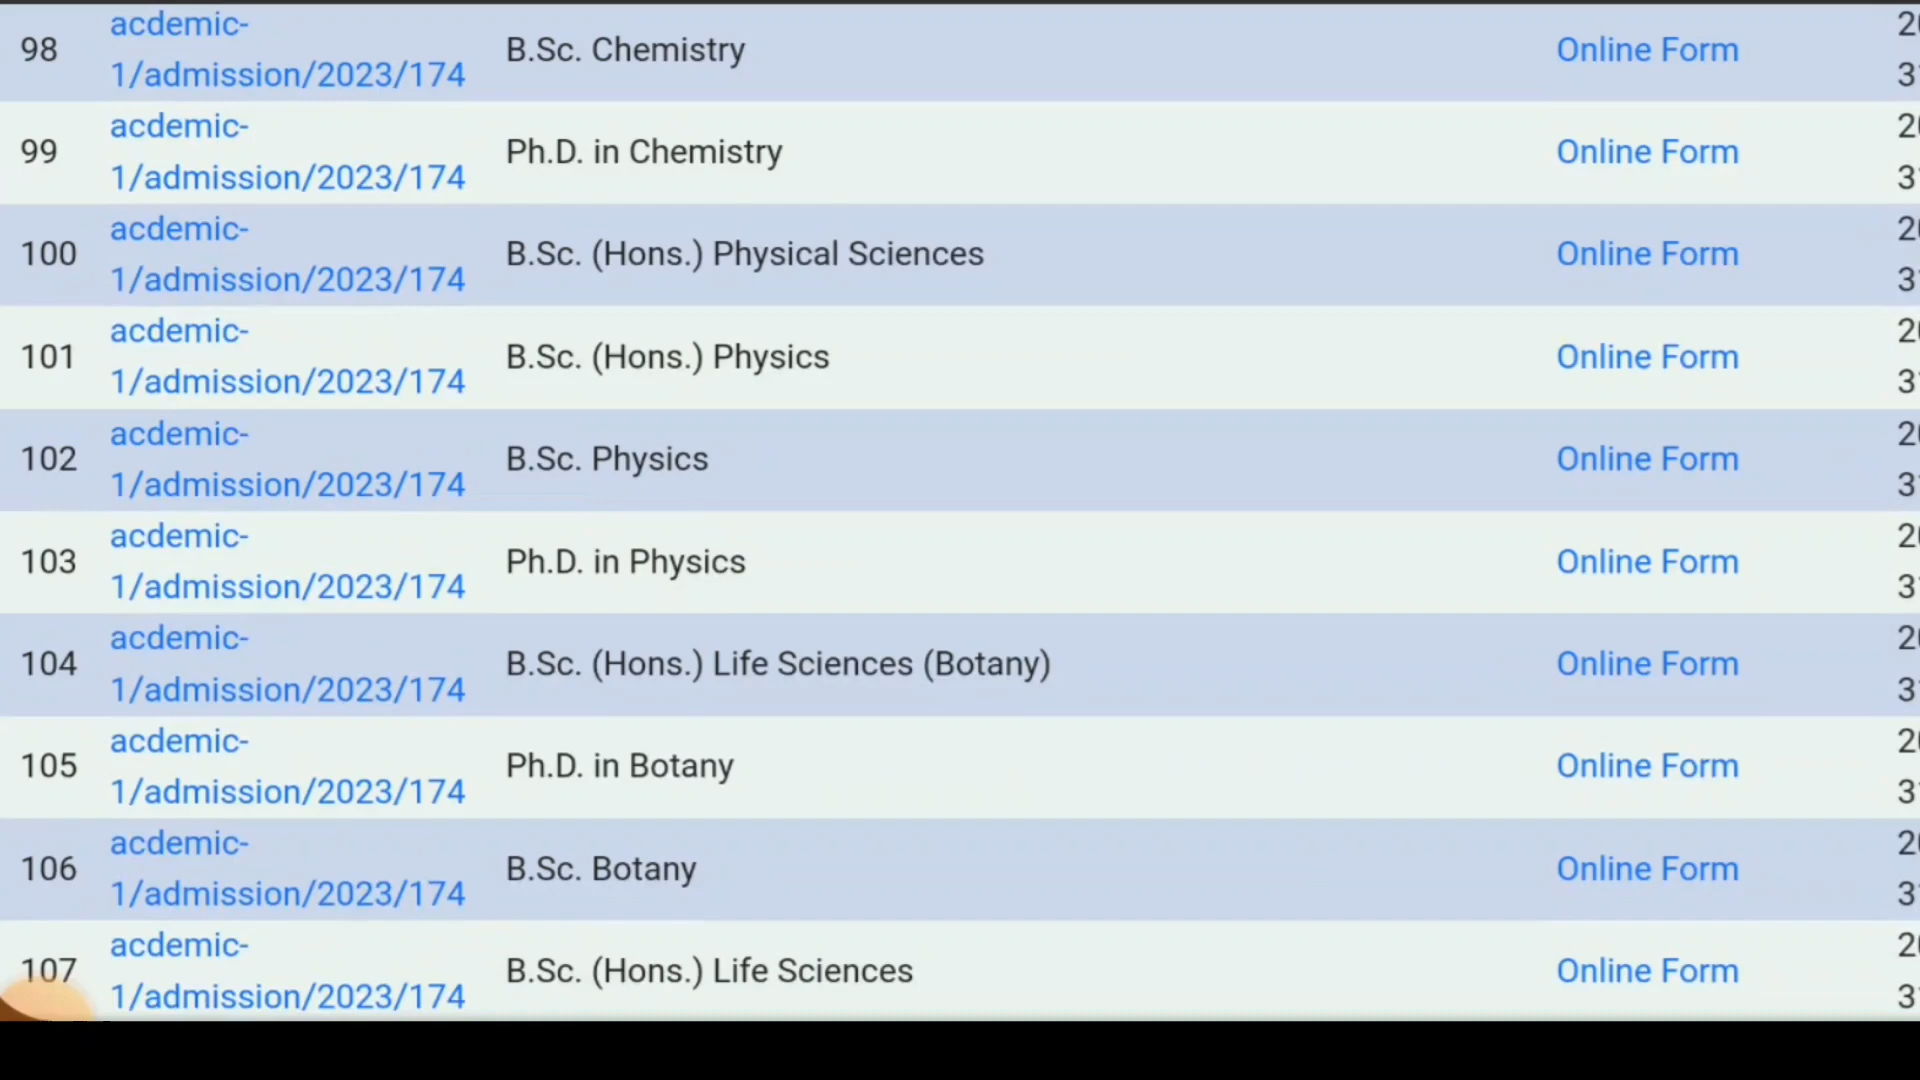 acdemic-
98 B.Sc. Chemistry Online Form
1/admission/2023/174
acdemic-
99 Ph.D. in Chemistry Online Form
1/admission/2023/174
acdemic-
100 B.Sc. (Hons.) Physical Sciences Online Form
1/admission/2023/174
acdemic-
101 B.Sc. (Hons.) Physics Online Form
1/admission/2023/174
acdemic-
102 B.Sc. Physics Online Form
1/admission/2023/174
acdemic-
103 Ph.D. in Physics Online Form
1/admission/2023/174
acdemic-
104 B.Sc. (Hons.) Life Sciences (Botany) Online Form
1/admission/2023/174
acdemic-
105 Ph.D. in Botany Online Form
1/admission/2023/174
acdemic-
106 B.Sc. Botany Online Form
1/admission/2023/174
acdemic-
107 B.Sc. (Hons.) Life Sciences Online Form
1/admission/2023/174